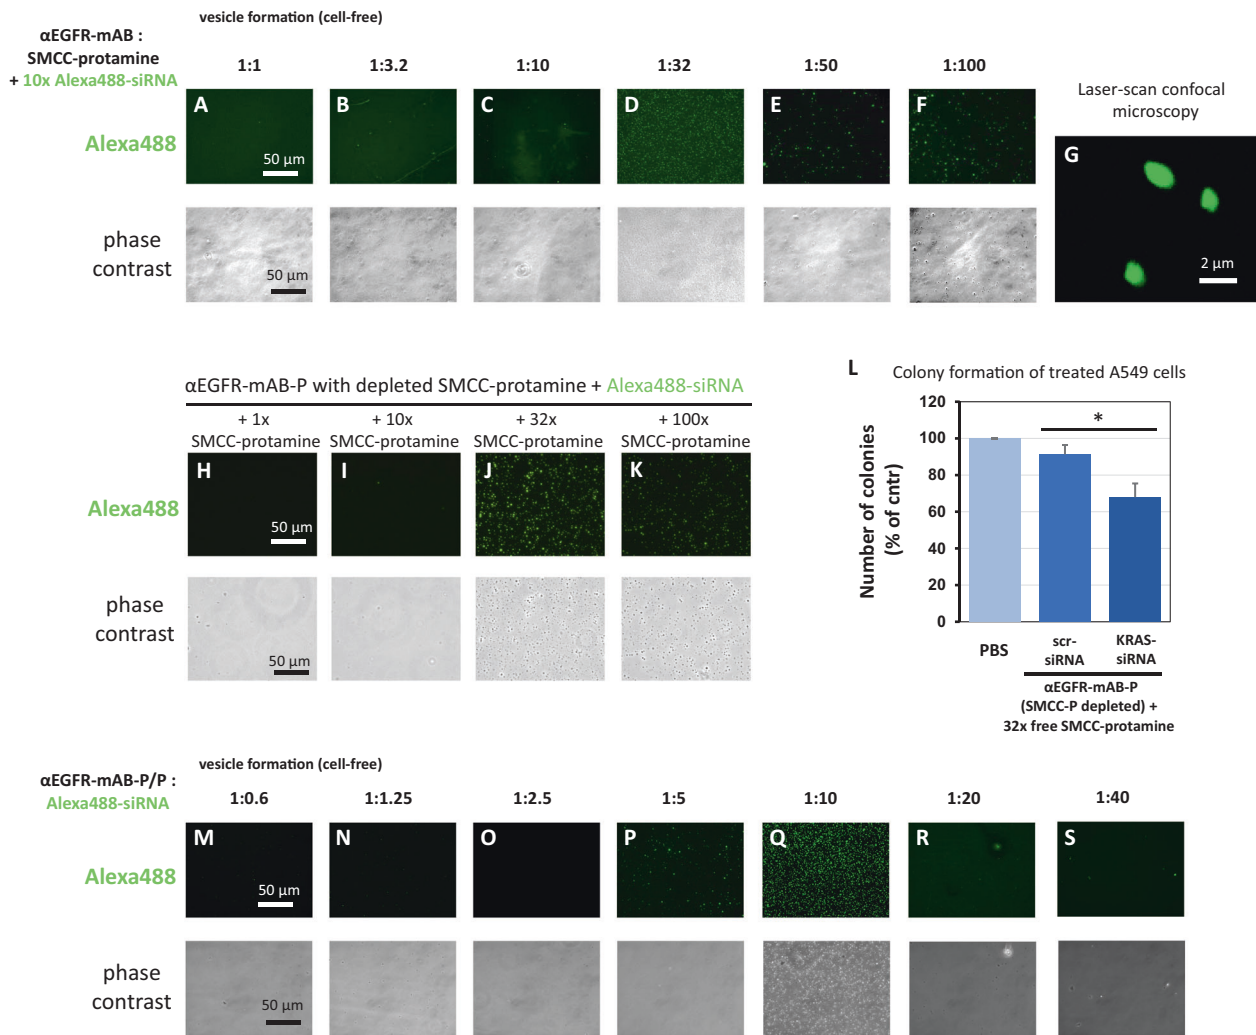 vesicle formation (cell-free)
αEGFR-mAB :
SMCC-protamine
+ 10x Alexa488-siRNA
1:1
1:3.2
1:10
1:32
1:50
1:100
Laser-scan confocal
microscopy
Alexa488
A
50 µm
B
C
D
E
F
G
2 µm
phase
contrast
50 µm
αEGFR-mAB-P with depleted SMCC-protamine + Alexa488-siRNA
+ 1x
SMCC-protamine
+ 10x
SMCC-protamine
+ 32x
SMCC-protamine
+ 100x
SMCC-protamine
Alexa488
H
50 µm
I
J
K
phase
contrast
50 µm
L
Colony formation of treated A549 cells
Number of colonies
(% of cntr)
120
100
80
60
40
20
0
*
PBS
scr-
siRNA
KRAS-
siRNA
αEGFR-mAB-P
(SMCC-P depleted) +
32x free SMCC-protamine
vesicle formation (cell-free)
αEGFR-mAB-P/P :
Alexa488-siRNA
1:0.6
1:1.25
1:2.5
1:5
1:10
1:20
1:40
Alexa488
M
50 µm
N
O
P
Q
R
S
phase
contrast
50 µm